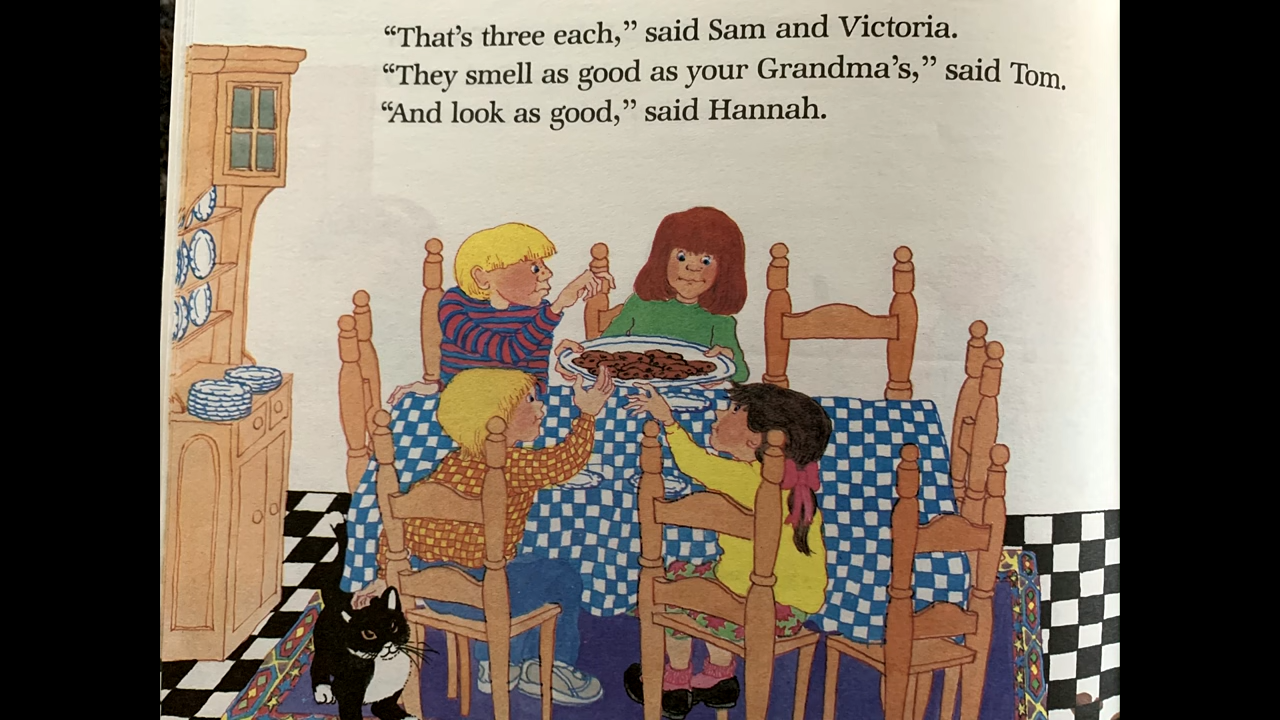 “That’s three each,” said Sam and Victoria.
“They smell as good as your Grandma’s,” said Tom.
“And look as good,” said Hannah.